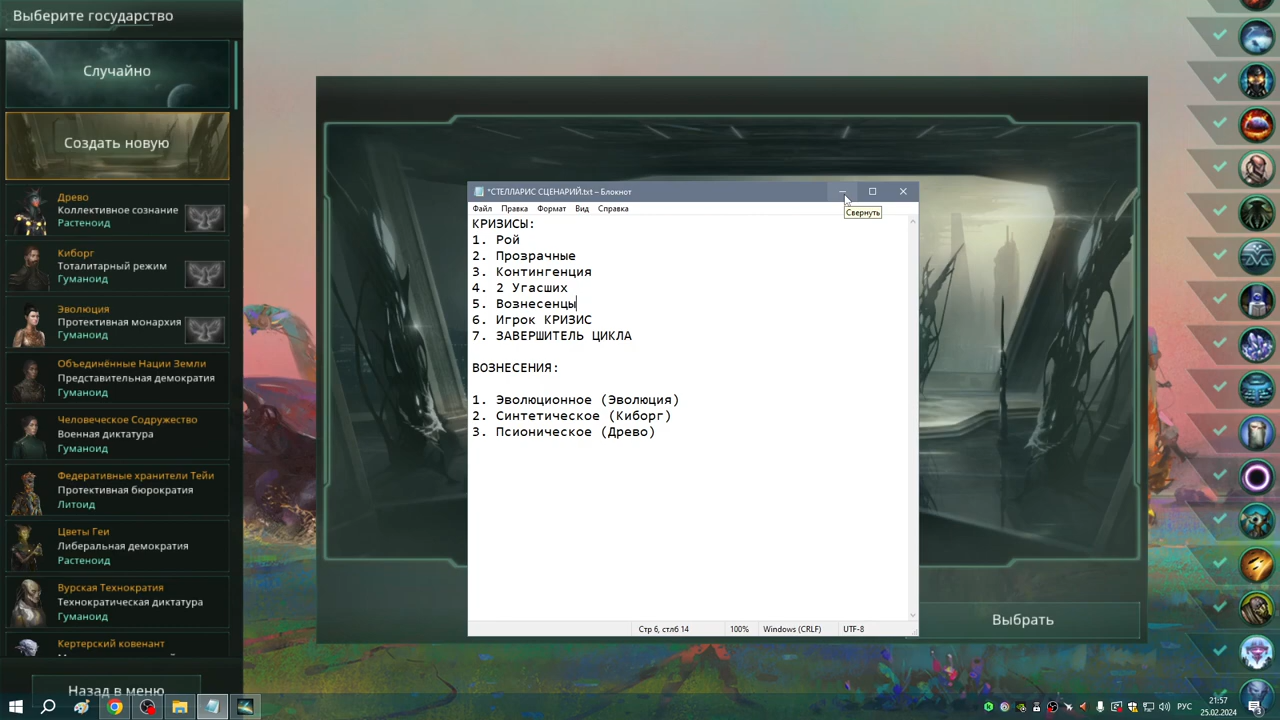 Выберите государство
Случайно
Создать новую
Древо
Коллективное сознание
Растеноид
Киборг
Тоталитарный режим
Гуманоид
Эволюция
Протективная монархия
Гуманоид
Объединённые Нации Земли
Представительная демократия
Гуманоид
Человеческое Содружество
Военная диктатура
Гуманоид
Федеративные хранители Тейи
Протективная бюрократия
Литоид
Цветы Геи
Либеральная демократия
Растеноид
Вурская Технократия
Технократическая диктатура
Гуманоид
Кертерский ковенант
Назад в меню
*СТЕЛЛАРИС СЦЕНАРИЙ.txt – Блокнот
Свернуть
Файл Правка Формат Вид Справка
КРИЗИСЫ:
1. Рой
2. Прозрачные
3. Контингенция
4. 2 Угасших
5. Вознесенцы
6. Игрок КРИЗИС
7. ЗАВЕРШИТЕЛЬ ЦИКЛА
ВОЗНЕСЕНИЯ:
1. Эволюционное (Эволюция)
2. Синтетическое (Киборг)
3. Псионическое (Древо)
Стр 6, стлб 14 100% Windows (CRLF) UTF-8
Выбрать
РУС
21:57
25.02.2024
3